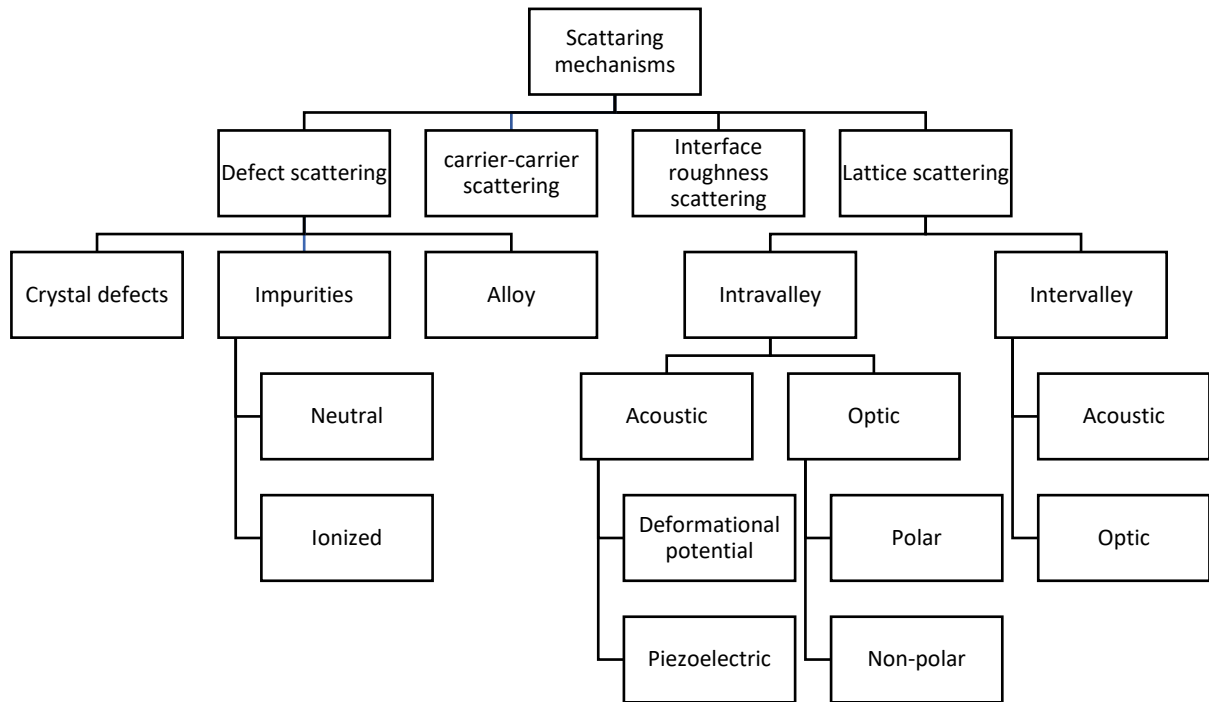 Scattaring
mechanisms
Defect scattering
carrier-carrier
scattering
Interface
roughness
scattering
Lattice scattering
Crystal defects
Impurities
Alloy
Intravalley
Intervalley
Neutral
Acoustic
Optic
Acoustic
Ionized
Deformational
potential
Polar
Optic
Piezoelectric
Non-polar